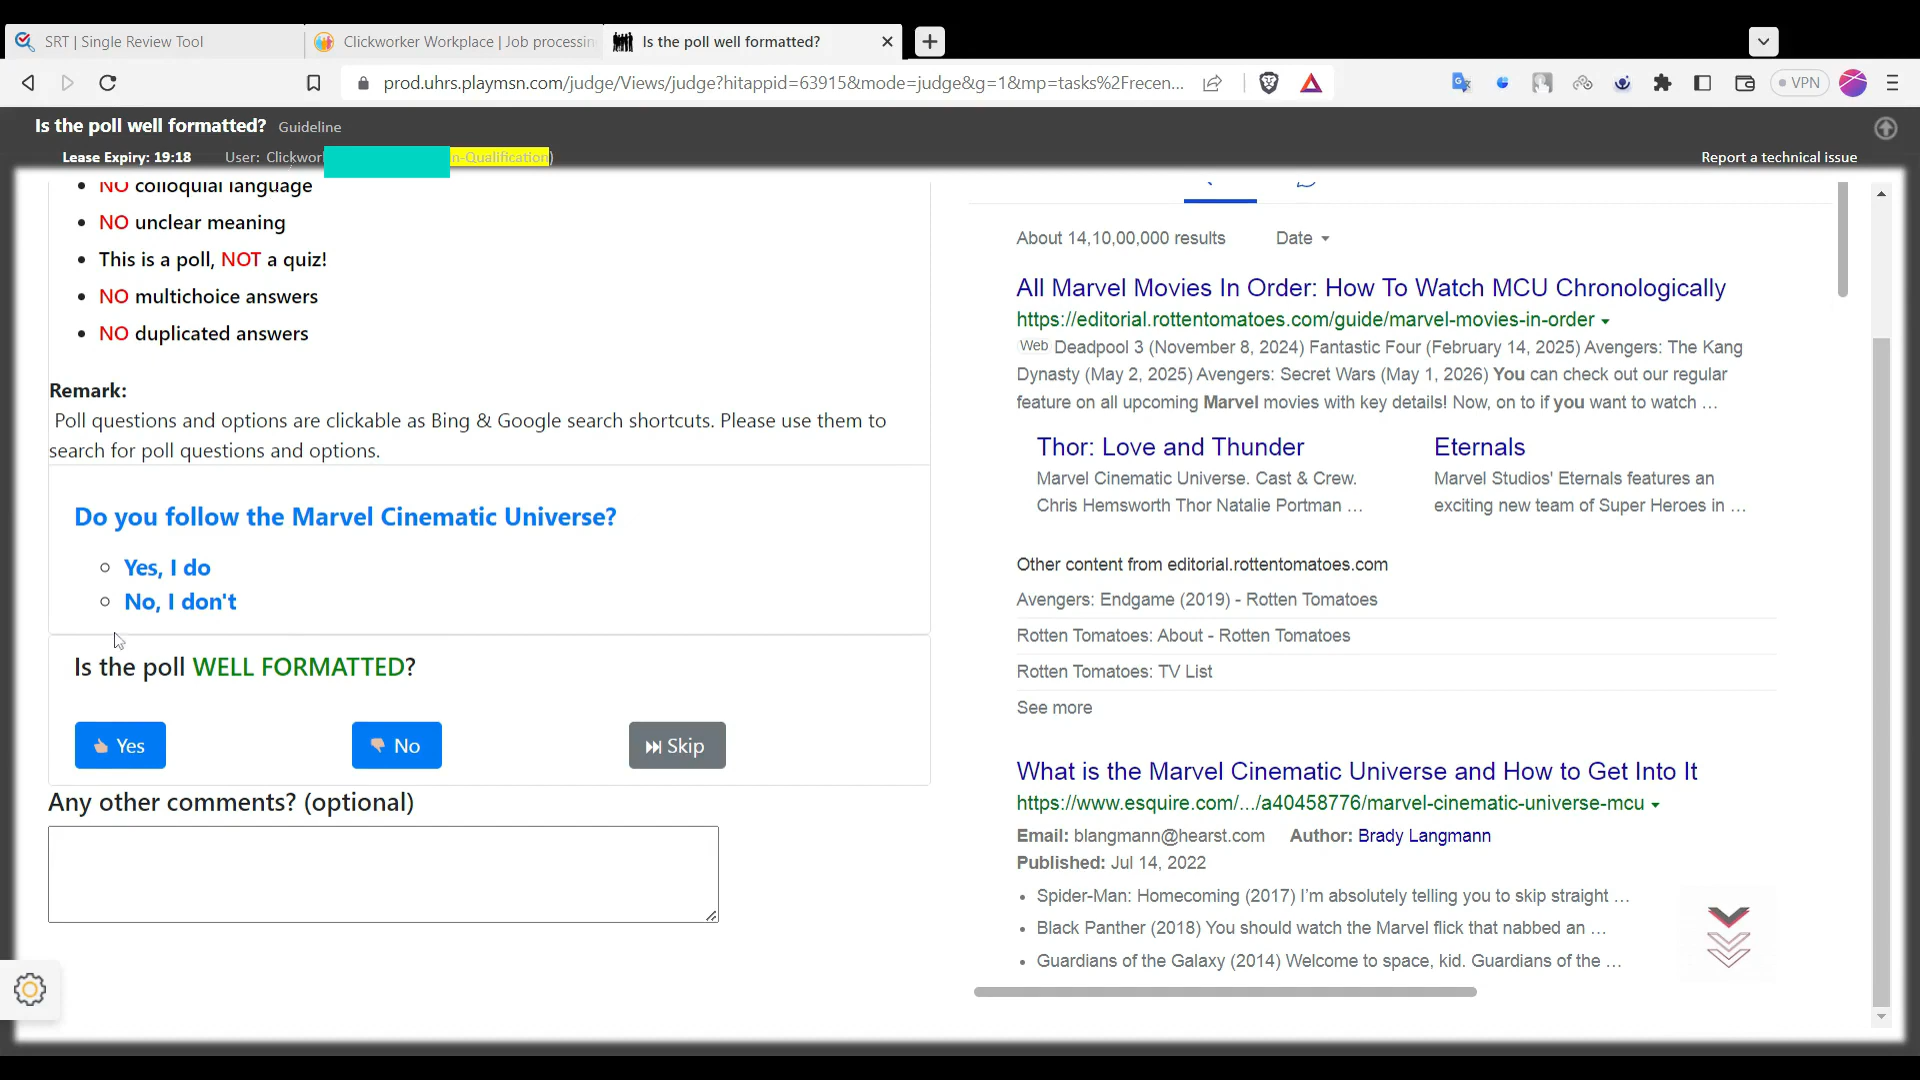 SRT | Single Review Tool
Clickworker Workplace | Job processin
Is the poll well formatted?
prod.uhrs.playmsn.com/judge/Views/judge?hitappid=63915&mode=judge&g=1&mp=tasks%2Frecen...
VPN
Is the poll well formatted? Guideline
Lease Expiry: 19:18 User: Clickwor n-Qualification)
Report a technical issue
NO colloquial language
NO unclear meaning
This is a poll, NOT a quiz!
NO multichoice answers
NO duplicated answers
Remark:
Poll questions and options are clickable as Bing & Google search shortcuts. Please use them to
search for poll questions and options.
Do you follow the Marvel Cinematic Universe?
Yes, I do
No, I don't
Is the poll WELL FORMATTED?
Yes
No
Skip
Any other comments? (optional)
About 14,10,00,000 results Date
All Marvel Movies In Order: How To Watch MCU Chronologically
https://editorial.rottentomatoes.com/guide/marvel-movies-in-order
Web Deadpool 3 (November 8, 2024) Fantastic Four (February 14, 2025) Avengers: The Kang
Dynasty (May 2, 2025) Avengers: Secret Wars (May 1, 2026) You can check out our regular
feature on all upcoming Marvel movies with key details! Now, on to if you want to watch ...
Thor: Love and Thunder
Marvel Cinematic Universe. Cast & Crew.
Chris Hemsworth Thor Natalie Portman ...
Eternals
Marvel Studios' Eternals features an
exciting new team of Super Heroes in ...
Other content from editorial.rottentomatoes.com
Avengers: Endgame (2019) - Rotten Tomatoes
Rotten Tomatoes: About - Rotten Tomatoes
Rotten Tomatoes: TV List
See more
What is the Marvel Cinematic Universe and How to Get Into It
https://www.esquire.com/.../a40458776/marvel-cinematic-universe-mcu
Email: blangmann@hearst.com Author: Brady Langmann
Published: Jul 14, 2022
Spider-Man: Homecoming (2017) I'm absolutely telling you to skip straight ...
Black Panther (2018) You should watch the Marvel flick that nabbed an ...
Guardians of the Galaxy (2014) Welcome to space, kid. Guardians of the ...